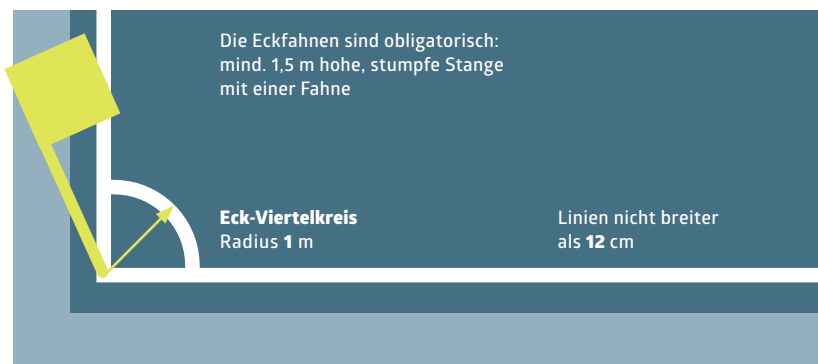 Die Eckfahnen sind obligatorisch:
mind. 1,5 m hohe, stumpfe Stange
mit einer Fahne
Eck-Viertelkreis
Radius 1 m
Linien nicht breiter
als 12 cm